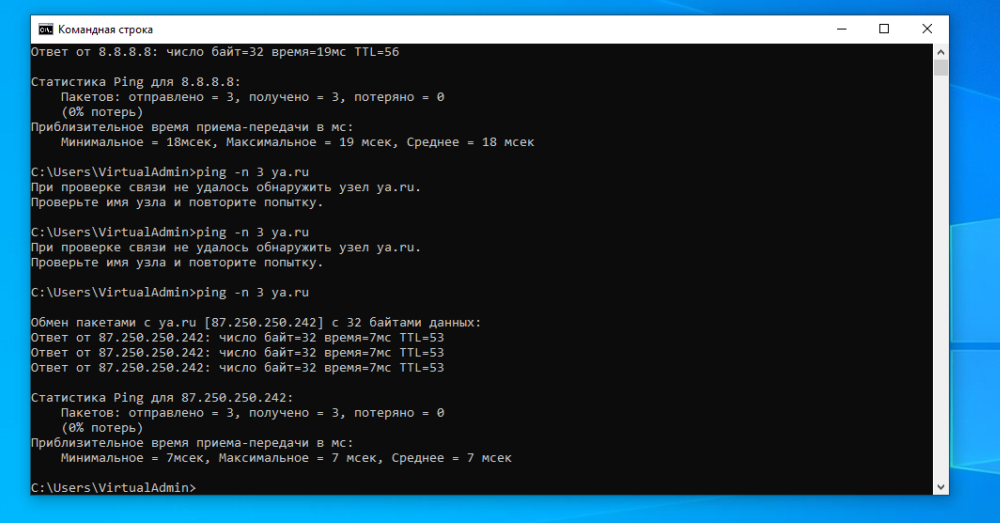 Командная строка
Ответ от 8.8.8.8: число байт=32 время=19мс TTL=56
Статистика Ping для 8.8.8.8:
Пакетов: отправлено = 3, получено = 3, потеряно = 0
(0% потерь)
Приблизительное время приема-передачи в мс:
Минимальное = 18мсек, Максимальное = 19 мсек, Среднее = 18 мсек
C:\Users\VirtualAdmin>ping -n 3 ya.ru
При проверке связи не удалось обнаружить узел ya.ru.
Проверьте имя узла и повторите попытку.
C:\Users\VirtualAdmin>ping -n 3 ya.ru
При проверке связи не удалось обнаружить узел ya.ru.
Проверьте имя узла и повторите попытку.
C:\Users\VirtualAdmin>ping -n 3 ya.ru
Обмен пакетами с ya.ru [87.250.250.242] с 32 байтами данных:
Ответ от 87.250.250.242: число байт=32 время=7мс TTL=53
Ответ от 87.250.250.242: число байт=32 время=7мс TTL=53
Ответ от 87.250.250.242: число байт=32 время=7мс TTL=53
Статистика Ping для 87.250.250.242:
Пакетов: отправлено = 3, получено = 3, потеряно = 0
(0% потерь)
Приблизительное время приема-передачи в мс:
Минимальное = 7мсек, Максимальное = 7 мсек, Среднее = 7 мсек
C:\Users\VirtualAdmin>